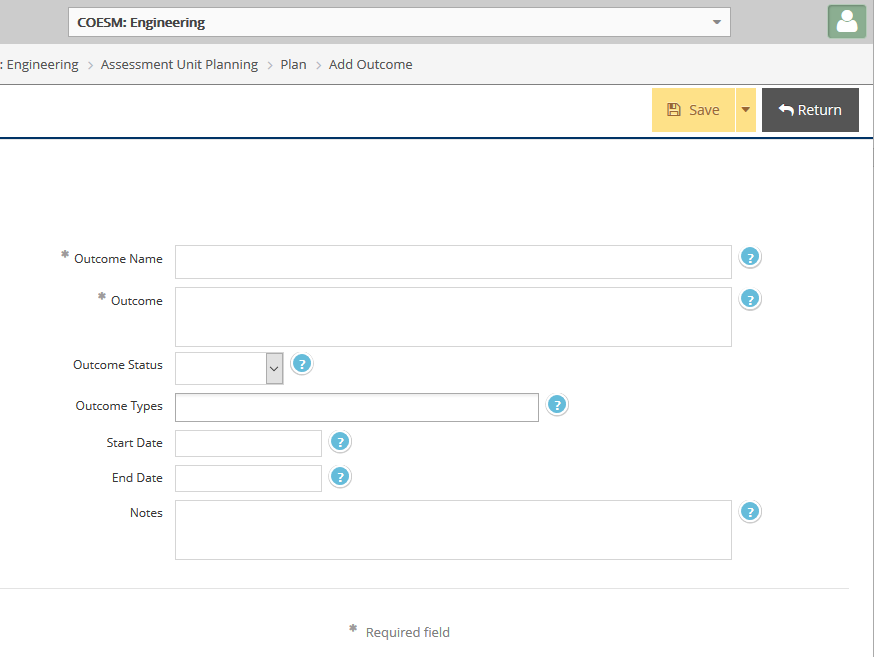 COESM: Engineering
: Engineering > Assessment Unit Planning > Plan > Add Outcome
Save Return
* Outcome Name ?
* Outcome ?
Outcome Status ?
Outcome Types ?
Start Date ?
End Date ?
Notes ?
* Required field